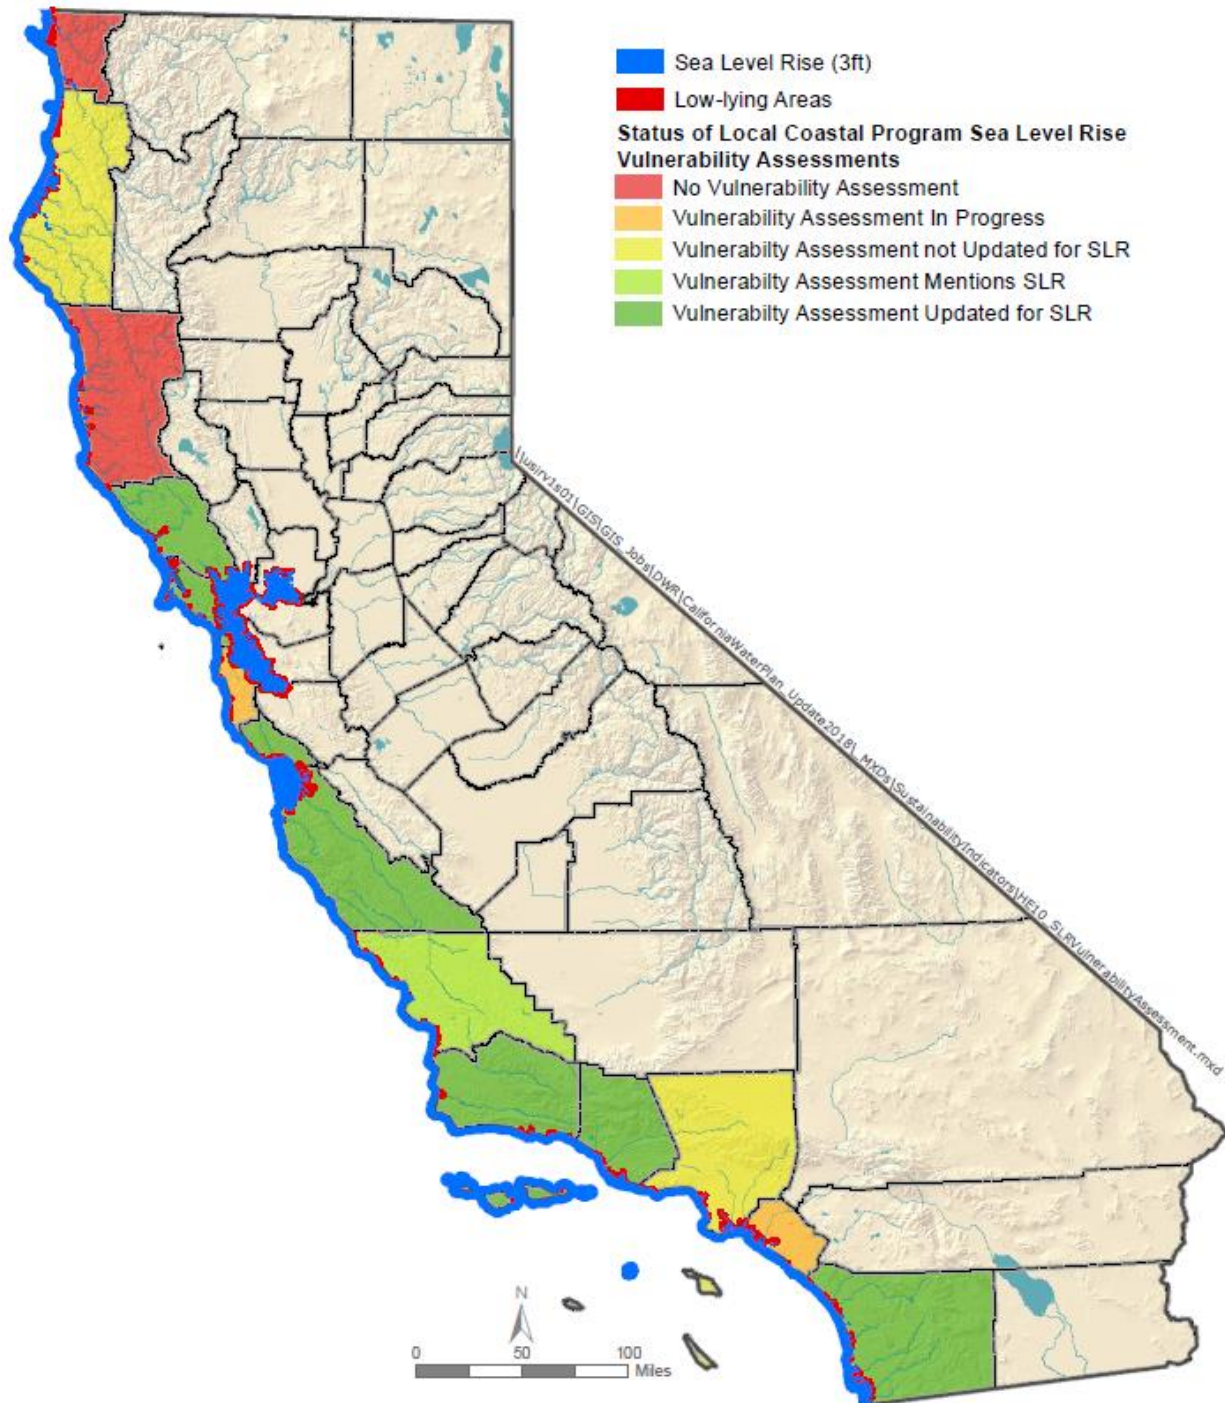 Sea Level Rise (3ft)
Low-lying Areas
Status of Local Coastal Program Sea Level Rise
Vulnerability Assessments
No Vulnerability Assessment
Vulnerability Assessment In Progress
Vulnerabilty Assessment not Updated for SLR
Vulnerability Assessment Mentions SLR
Vulnerabilty Assessment Updated for SLR
\\usirv1s01\GIS\GIS_Jobs\DWR\CaliforniaWaterPlan_Update2018\_MXDs\SustainabilityIndicators\HE10_SLRVulnerabilityAssessment.mxd
N
0 50 100
Miles